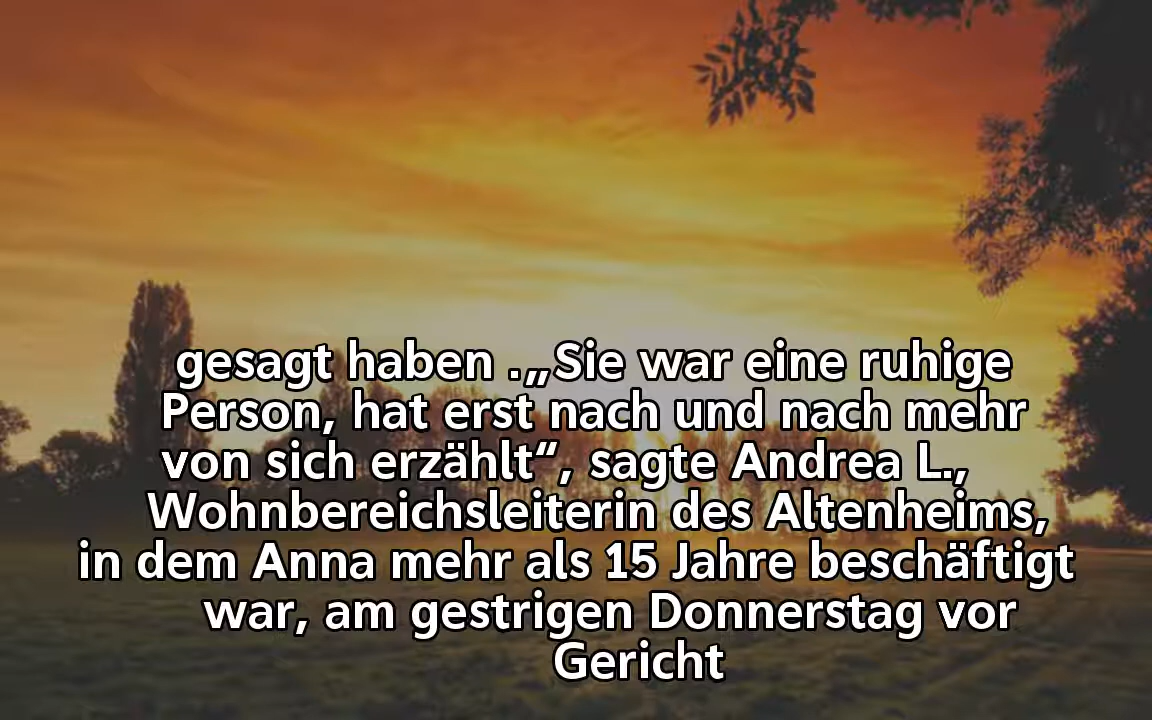 gesagt haben .„Sie war eine ruhige
Person, hat erst nach und nach mehr
von sich erzählt“, sagte Andrea L.,
Wohnbereichsleiterin des Altenheims,
in dem Anna mehr als 15 Jahre beschäftigt
war, am gestrigen Donnerstag vor
Gericht